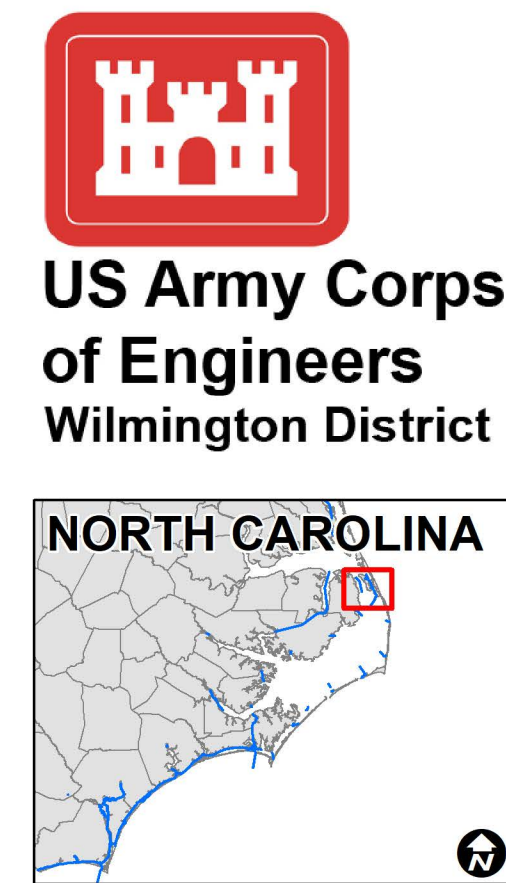 US Army Corps
of Engineers
Wilmington District
NORTH CAROLINA
N